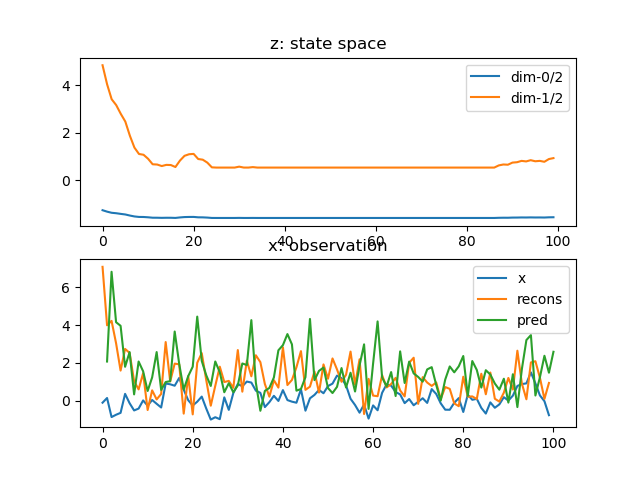 z: state space
4
2
0
dim-0/2
dim-1/2
0 20 40 60 80 100
x: observation
6
4
2
0
x
recons
pred
0 20 40 60 80 100